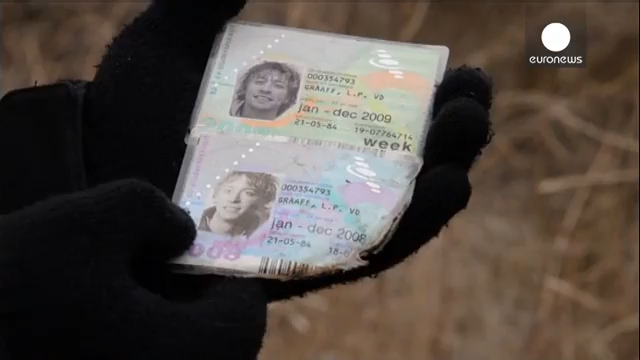 euronews
000354793
GRAAFF, L.P. VD
jan - dec 2009
21-05-84 19-07764714
week
000354793
GRAAFF, L.P. VD
jan - dec 2008
21-05-84 18-